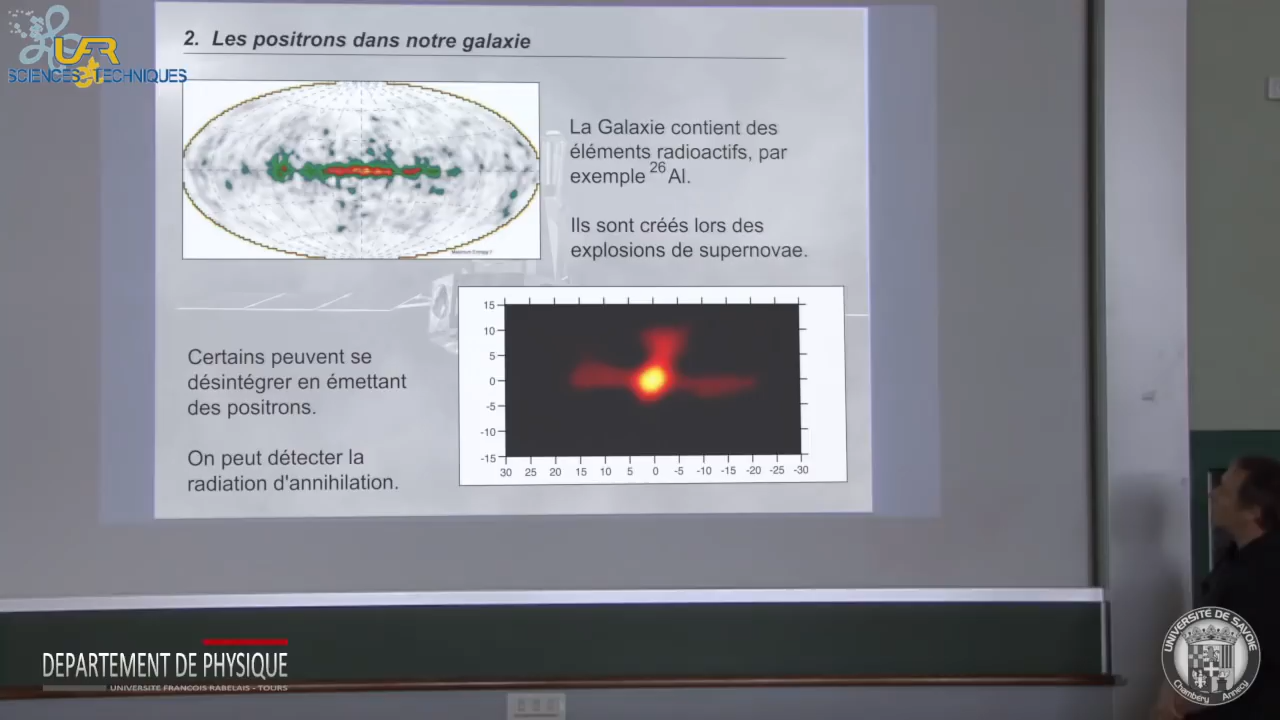 UFR
SCIENCES & TECHNIQUES
2. Les positrons dans notre galaxie
Maximum Entropy
La Galaxie contient des
éléments radioactifs, par
exemple 26Al.
Ils sont créés lors des
explosions de supernovae.
Certains peuvent se
désintégrer en émettant
des positrons.
On peut détecter la
radiation d'annihilation.
15
10
5
0
-5
-10
-15
30 25 20 15 10 5 0 -5 -10 -15 -20 -25 -30
DEPARTEMENT DE PHYSIQUE
UNIVERSITE FRANCOIS RABELAIS - TOURS
UNIVERSITE DE SAVOIE
Chambéry Annecy